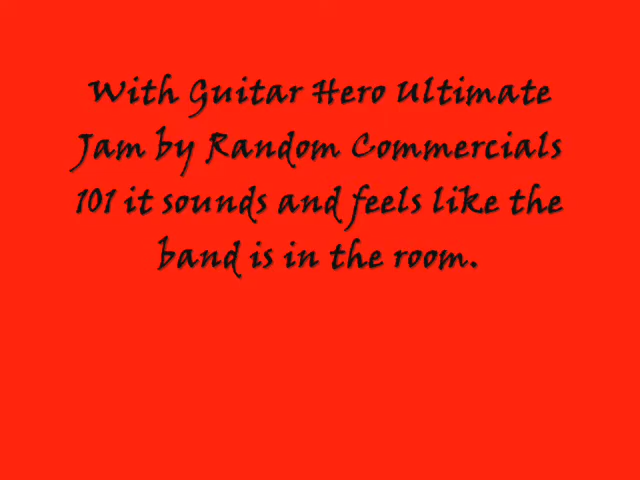 With Guitar Hero Ultimate
Jam by Random Commercials
101 it sounds and feels like the
band is in the room.